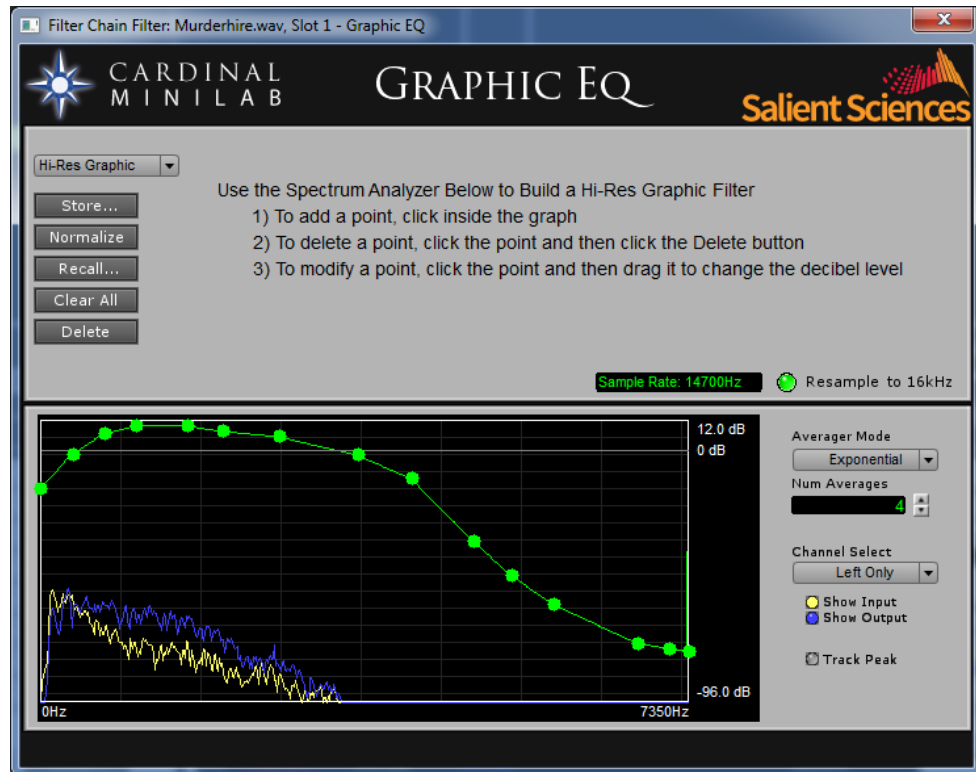 Filter Chain Filter: Murderhire.wav, Slot 1 - Graphic EQ
CARDINAL
MINILAB
GRAPHIC EQ
Salient Sciences
Hi-Res Graphic
Store...
Normalize
Recall...
Clear All
Delete
Use the Spectrum Analyzer Below to Build a Hi-Res Graphic Filter
1) To add a point, click inside the graph
2) To delete a point, click the point and then click the Delete button
3) To modify a point, click the point and then drag it to change the decibel level
Sample Rate: 14700Hz
Resample to 16kHz
12.0 dB
0 dB
-96.0 dB
0Hz
7350Hz
Averager Mode
Exponential
Num Averages
4
Channel Select
Left Only
Show Input
Show Output
Track Peak